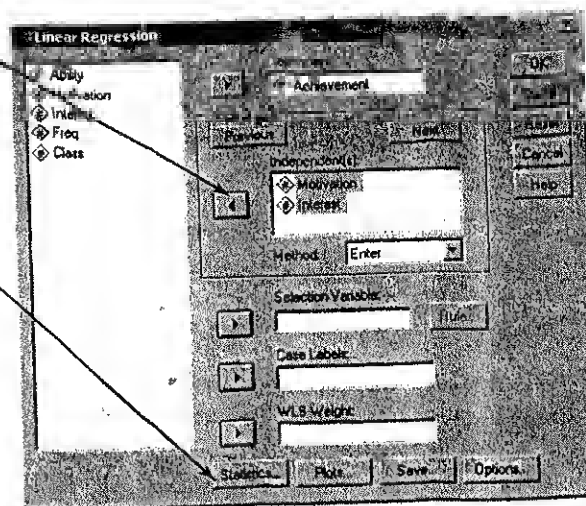 Linear Regression
Ability
Motivation
Interest
Freq
Class
Achievement
OK
Previous
Next
Reset
Cancel
Help
Independent(s):
Motivation
Interest
Method: Enter
Selection Variable:
Rule...
Case Labels:
WLS Weight:
Statistics... Plots... Save... Options...